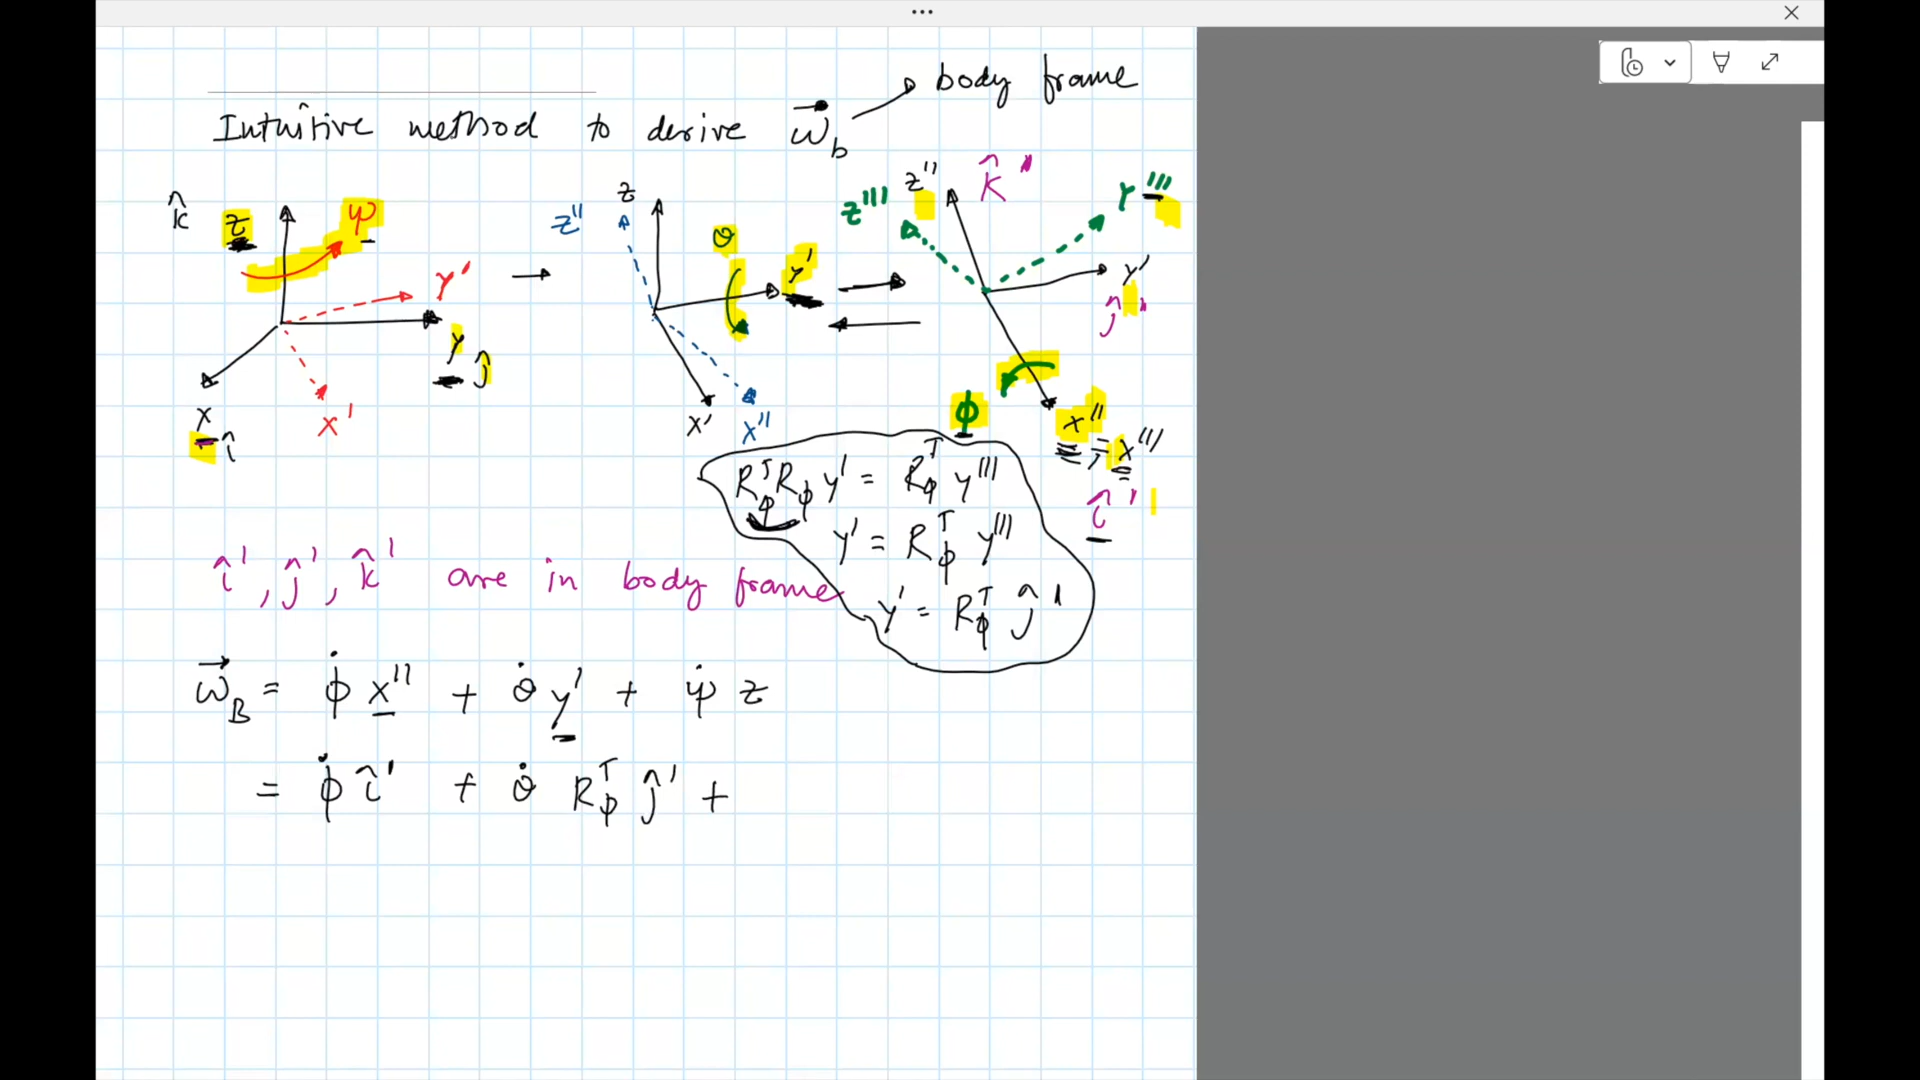 body frame
Intuitive method to derive ω⃗_b
k̂ z ψ
y'
y ĵ
x î
x'
z'' z θ y'
x' x''
z''' z'' k̂' y'''
y' ĵ'
φ x'' = x'''
î'
R_φ^T R_φ y' = R_φ^T y'''
y' = R_φ^T y'''
y' = R_φ^T ĵ'
î', ĵ', k̂' are in body frame
ω⃗_B = φ̇ x'' + θ̇ y' + ψ̇ z
= φ̇ î' + θ̇ R_φ^T ĵ' +